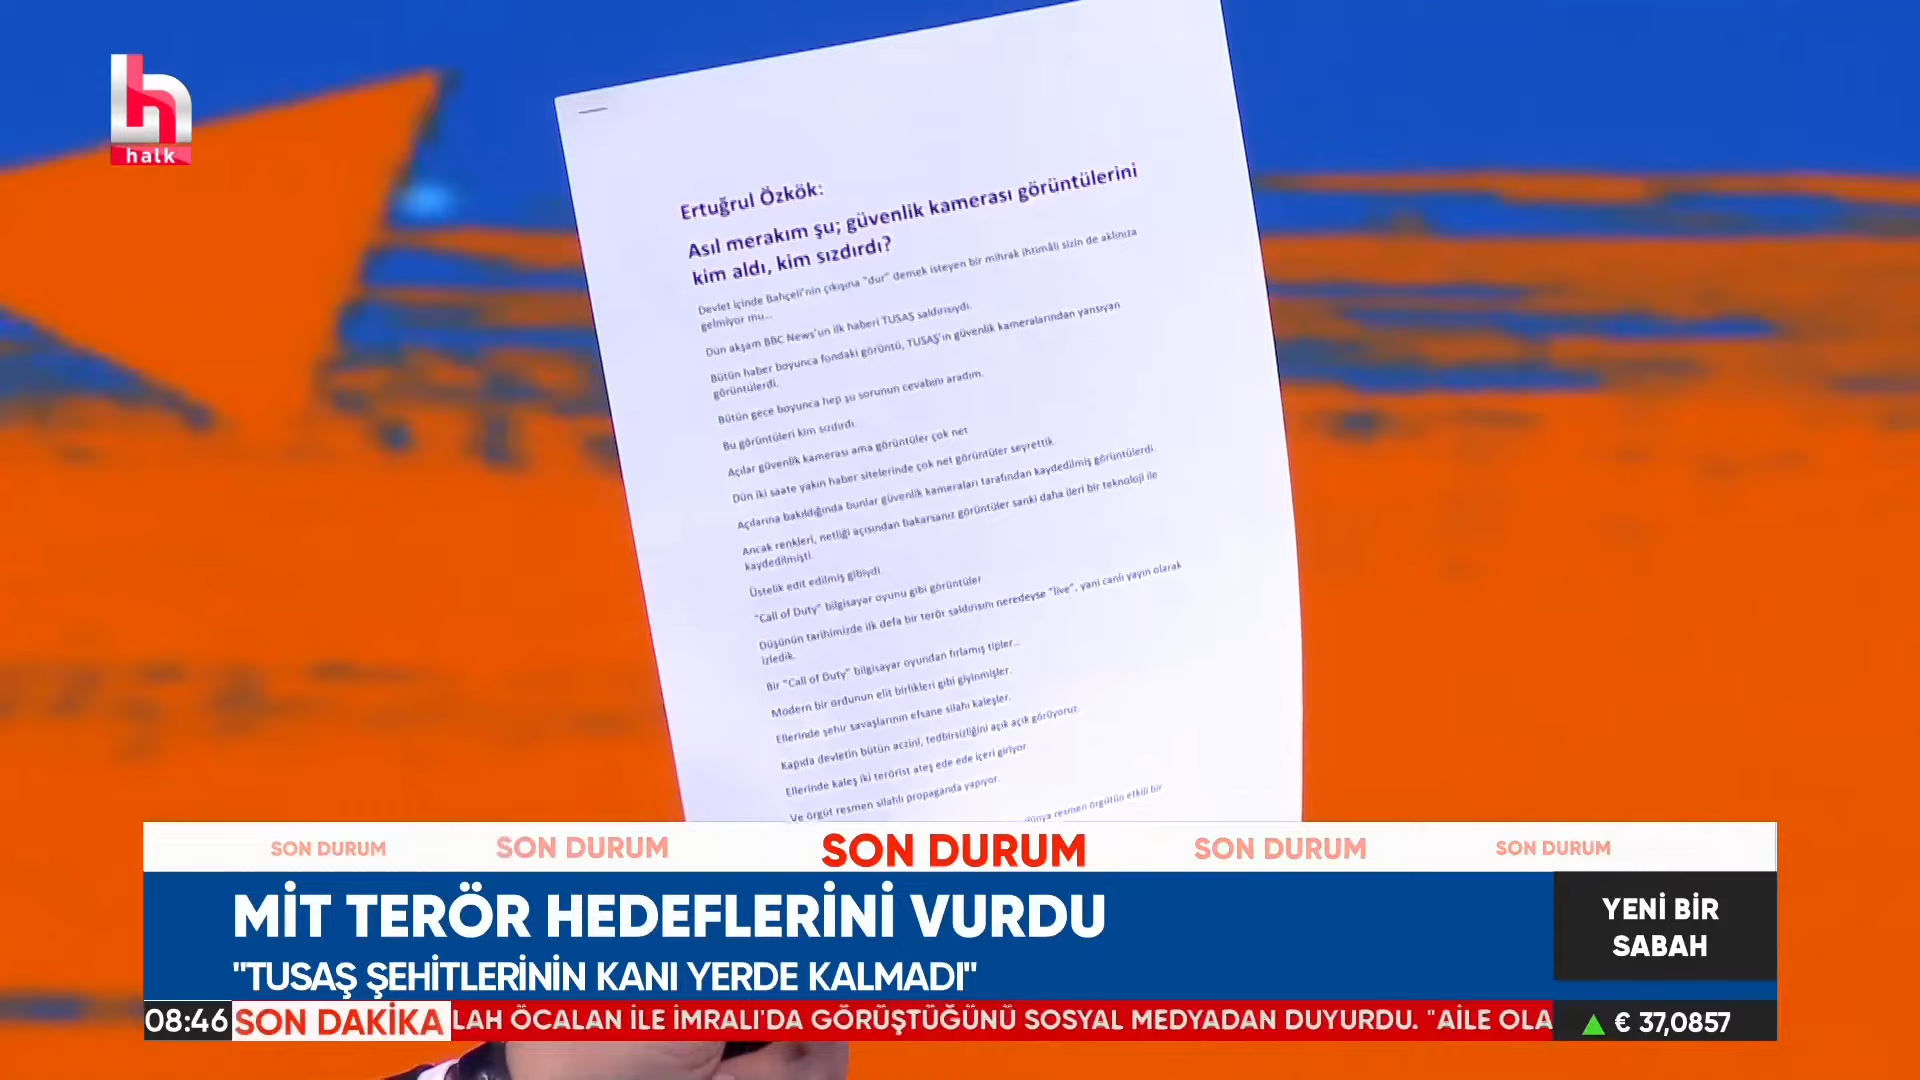 halk
Ertuğrul Özkök:
Asıl merakım şu; güvenlik kamerası görüntülerini
kim aldı, kim sızdırdı?
Devlet içinde Bahçeli'nin çıkışına "dur" demek isteyen bir mihrak ihtimâli sizin de aklınıza
gelmiyor mu...
Dün akşam BBC News'un ilk haberi TUSAŞ saldırısıydı.
Bütün haber boyunca fondaki görüntü, TUSAŞ'ın güvenlik kameralarından yansıyan
görüntülerdi.
Bütün gece boyunca hep şu sorunun cevabını aradım.
Bu görüntüleri kim sızdırdı.
Açılar güvenlik kamerası ama görüntüler çok net
Dün iki saate yakın haber sitelerinde çok net görüntüler seyrettik.
Açılarına bakıldığında bunlar güvenlik kameraları tarafından kaydedilmiş görüntülerdi.
Ancak renkleri, netliği açısından bakarsanız görüntüler sanki daha ileri bir teknoloji ile
kaydedilmişti.
Üstelik edit edilmiş gibiydi.
"Call of Duty" bilgisayar oyunu gibi görüntüler
Düşünün tarihimizde ilk defa bir terör saldırısını neredeyse "live", yani canlı yayın olarak
izledik.
Bir "Call of Duty" bilgisayar oyundan fırlamış tipler...
Modern bir ordunun elit birlikleri gibi giyinmişler.
Ellerinde şehir savaşlarının efsane silahı kaleşler.
Kapıda devletin bütün aczini, tedbirsizliğini açık açık görüyoruz.
Ellerinde kaleş iki terörist ateş ede ede içeri giriyor
Ve örgüt resmen silahlı propaganda yapıyor.
dünya resmen örgütün etkili bir
SON DURUM SON DURUM SON DURUM SON DURUM SON DURUM
MİT TERÖR HEDEFLERİNİ VURDU
"TUSAŞ ŞEHİTLERİNİN KANI YERDE KALMADI"
YENİ BİR
SABAH
08:46 SON DAKİKA LAH ÖCALAN İLE İMRALI'DA GÖRÜŞTÜĞÜNÜ SOSYAL MEDYADAN DUYURDU. "AİLE OLA
€ 37,0857